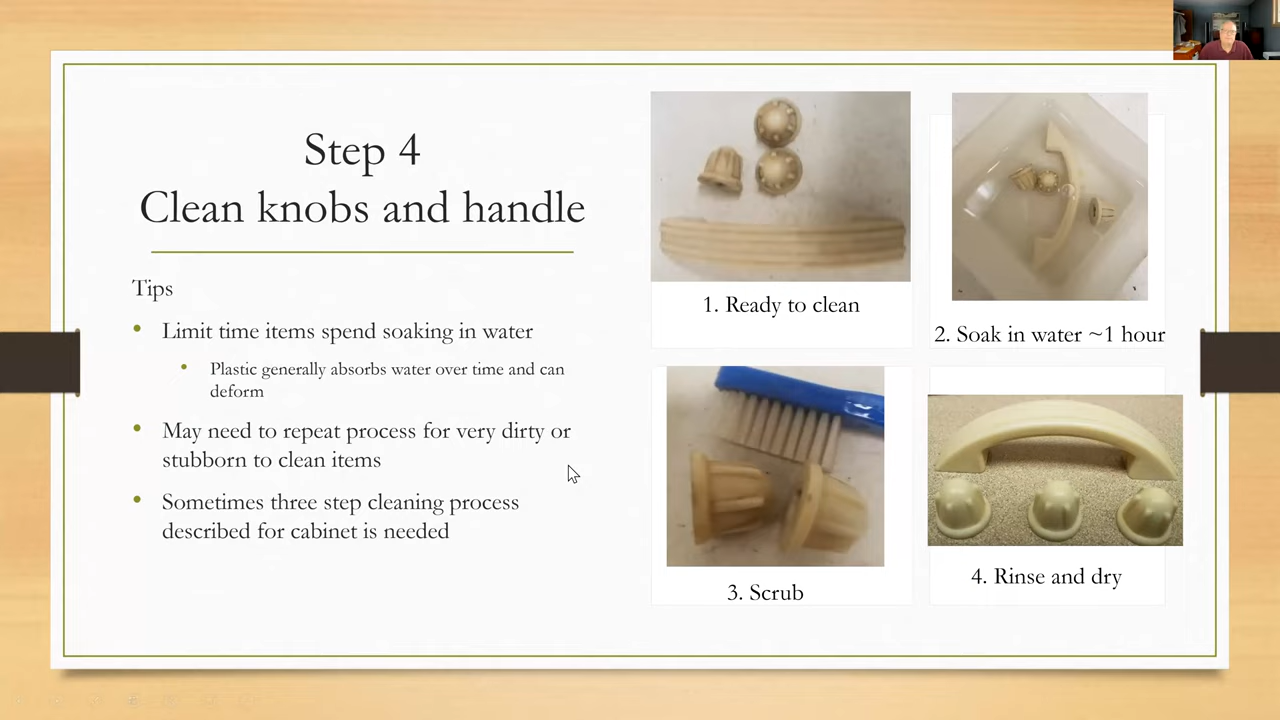 Step 4
Clean knobs and handle
Tips
• Limit time items spend soaking in water
• Plastic generally absorbs water over time and can
deform
• May need to repeat process for very dirty or
stubborn to clean items
• Sometimes three step cleaning process
described for cabinet is needed
1. Ready to clean
2. Soak in water ~1 hour
3. Scrub
4. Rinse and dry